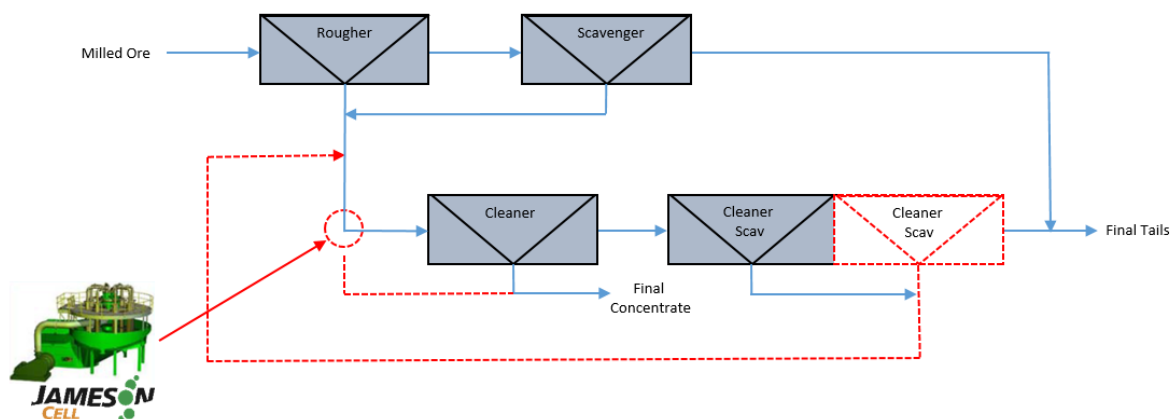 Rougher
Scavenger
Milled Ore
Cleaner
Cleaner
Scav
Cleaner
Scav
Final Tails
Final
Concentrate
JAMESON
CELL